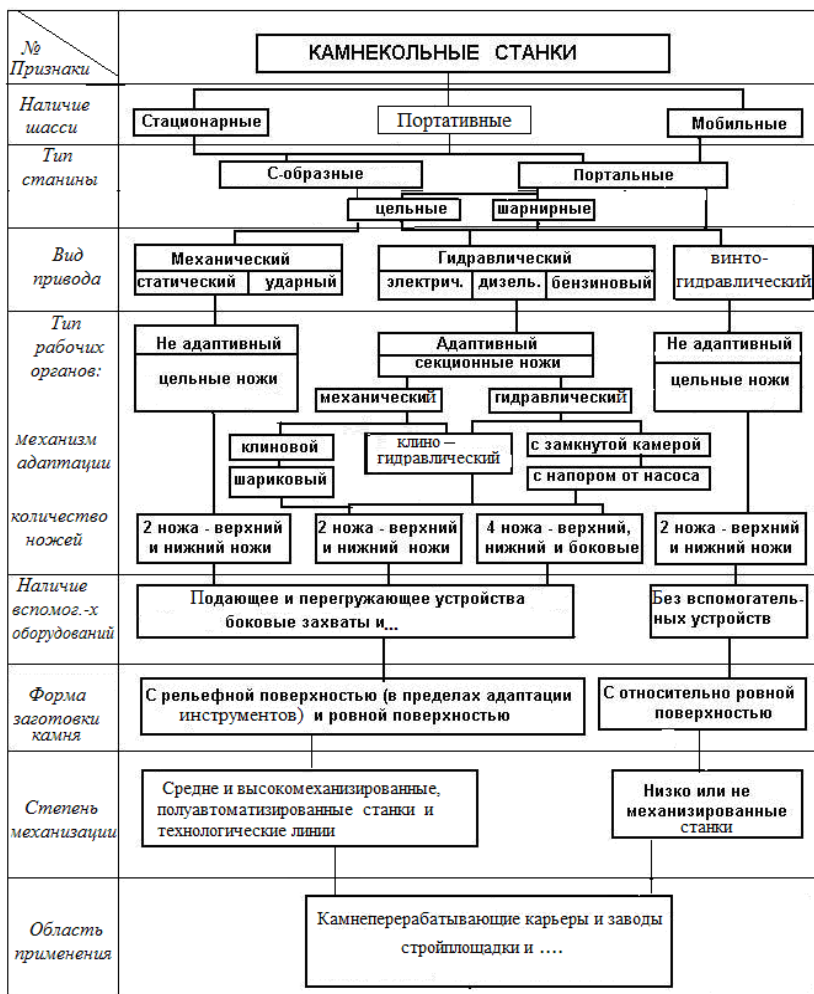 №
Признаки
КАМНЕКОЛЬНЫЕ СТАНКИ
Наличие
шасси
Стационарные
Портативные
Мобильные
Тип
станины
С-образные
Портальные
цельные
шарнирные
Вид
привода
Механический
статический
ударный
Гидравлический
электрич.
дизель.
бензиновый
винто-
гидравлический
Тип
рабочих
органов:
Не адаптивный
цельные ножи
Адаптивный
секционные ножи
Не адаптивный
цельные ножи
механический
гидравлический
механизм
адаптации
клиновой
шариковый
клино –
гидравлический
с замкнутой камерой
с напором от насоса
количество
ножей
2 ножа - верхний
и нижний ножи
2 ножа - верхний
и нижний ножи
4 ножа - верхний,
нижний и боковые
2 ножа - верхний
и нижний ножи
Наличие
вспомог.-х
оборудований
Подающее и перегружающее устройства
боковые захваты и...
Без вспомогатель-
ных устройств
Форма
заготовки
камня
С рельефной поверхностью (в пределах адаптации
инструментов) и ровной поверхностью
С относительно ровной
поверхностью
Степень
механизации
Средне и высокомеханизированные,
полуавтоматизированные станки и
технологические линии
Низко или не
механизированные
станки
Область
применения
Камнеперерабатывающие карьеры и заводы
стройплощадки и ….